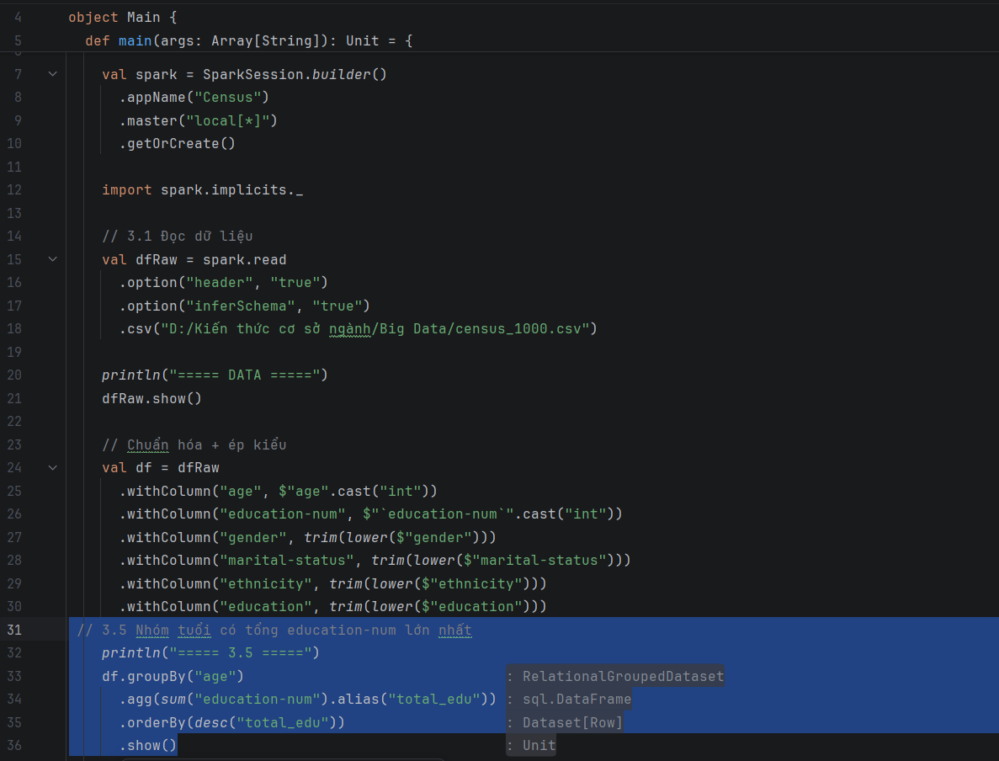 4 object Main {
5 def main(args: Array[String]): Unit = {
7 val spark = SparkSession.builder()
8 .appName("Census")
9 .master("local[*]")
10 .getOrCreate()
11
12 import spark.implicits._
13
14 // 3.1 Đọc dữ liệu
15 val dfRaw = spark.read
16 .option("header", "true")
17 .option("inferSchema", "true")
18 .csv("D:/Kiến thức cơ sở ngành/Big Data/census_1000.csv")
19
20 println("===== DATA =====")
21 dfRaw.show()
22
23 // Chuẩn hóa + ép kiểu
24 val df = dfRaw
25 .withColumn("age", $"age".cast("int"))
26 .withColumn("education-num", $"`education-num`".cast("int"))
27 .withColumn("gender", trim(lower($"gender")))
28 .withColumn("marital-status", trim(lower($"marital-status")))
29 .withColumn("ethnicity", trim(lower($"ethnicity")))
30 .withColumn("education", trim(lower($"education")))
31 // 3.5 Nhóm tuổi có tổng education-num lớn nhất
32 println("===== 3.5 =====")
33 df.groupBy("age") : RelationalGroupedDataset
34 .agg(sum("education-num").alias("total_edu")) : sql.DataFrame
35 .orderBy(desc("total_edu")) : Dataset[Row]
36 .show() : Unit